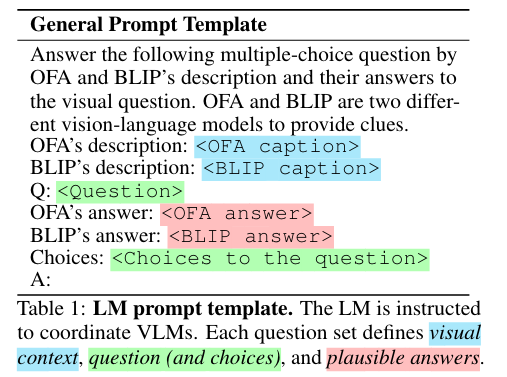 General Prompt Template
Answer the following multiple-choice question by
OFA and BLIP's description and their answers to
the visual question. OFA and BLIP are two differ-
ent vision-language models to provide clues.
OFA's description: <OFA caption>
BLIP's description: <BLIP caption>
Q: <Question>
OFA's answer: <OFA answer>
BLIP's answer: <BLIP answer>
Choices: <Choices to the question>
A:
Table 1: LM prompt template. The LM is instructed
to coordinate VLMs. Each question set defines visual
context, question (and choices), and plausible answers.